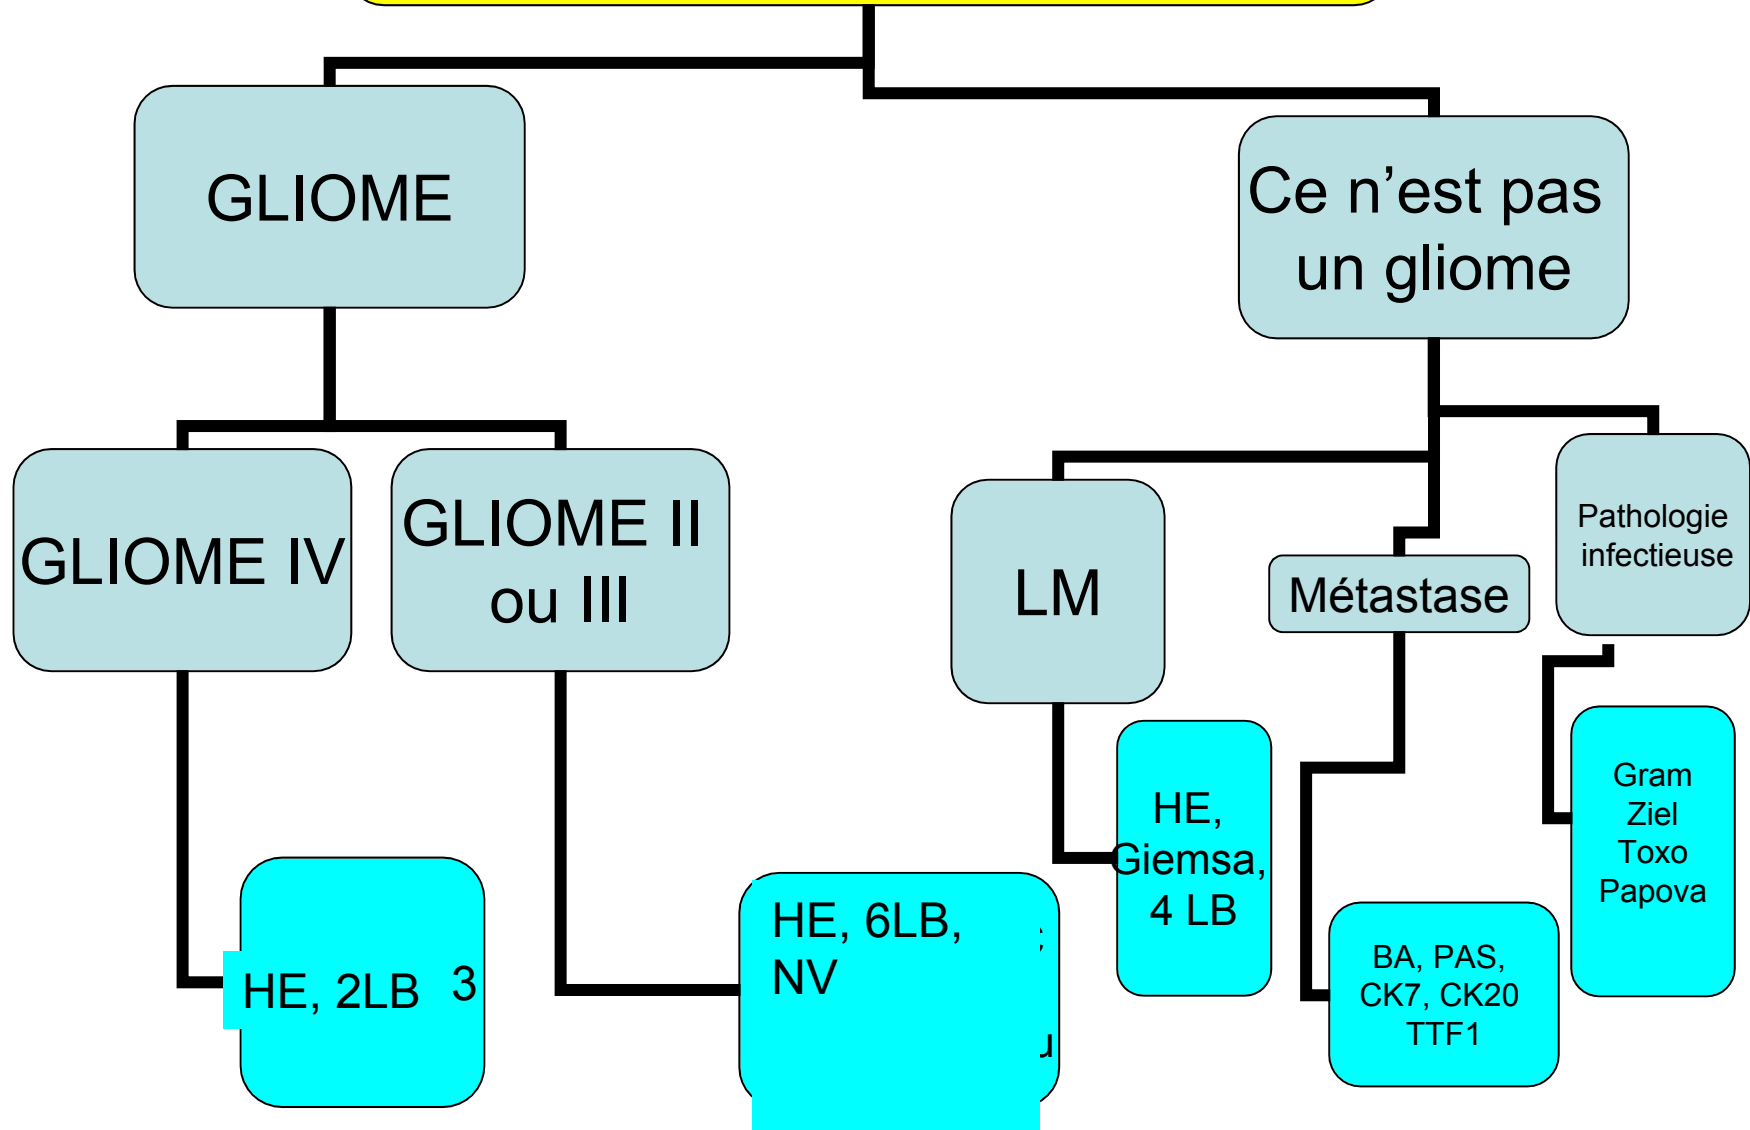 GLIOME
Ce n’est pas
un gliome
GLIOME IV
GLIOME II
ou III
LM
Métastase
Pathologie
infectieuse
HE, 2LB 3
HE, 6LB,
NV
u
HE,
Giemsa,
4 LB
BA, PAS,
CK7, CK20
TTF1
Gram
Ziel
Toxo
Papova